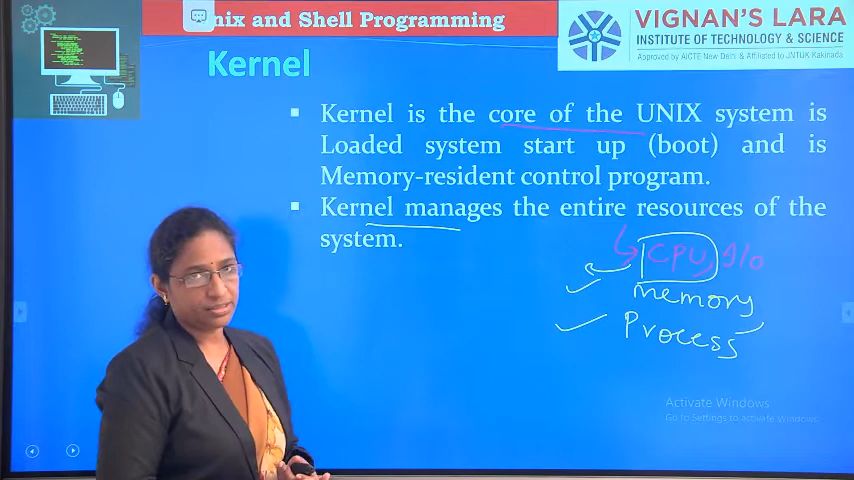 nix and Shell Programming
VIGNAN'S LARA
INSTITUTE OF TECHNOLOGY & SCIENCE
Approved by AICTE New Delhi & Affiliated to JNTUK Kakinada
Kernel
▪ Kernel is the core of the UNIX system is
Loaded system start up (boot) and is
Memory-resident control program.
▪ Kernel manages the entire resources of the
system.
CPU, I/O
memory
Process
Activate Windows
Go to Settings to activate Windows.